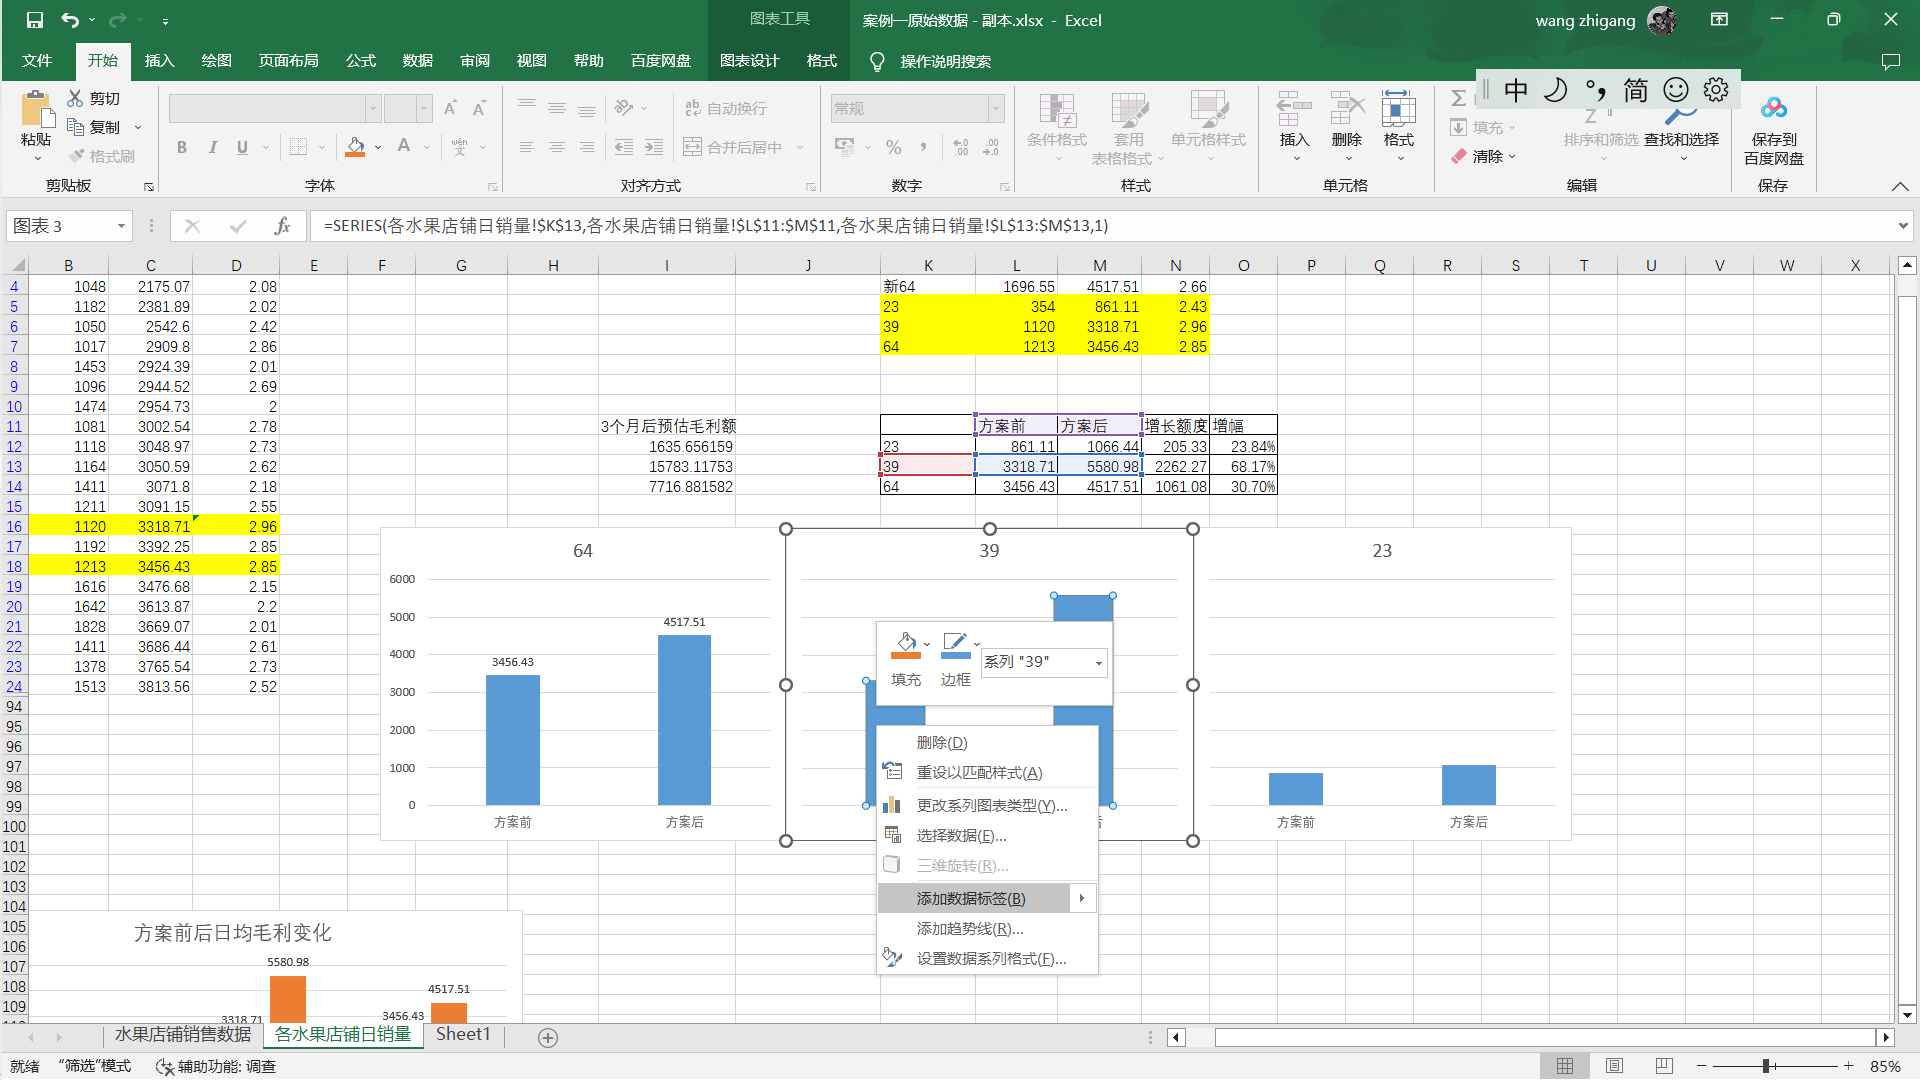 图表工具
案例一原始数据 - 副本.xlsx - Excel
wang zhigang
文件 开始 插入 绘图 页面布局 公式 数据 审阅 视图 帮助 百度网盘 图表设计 格式 操作说明搜索
中 简
粘贴 剪切 复制 格式刷
剪贴板
B I U A wén 文
字体
ab 自动换行
合并后居中
对齐方式
常规
数字
条件格式 套用表格格式 单元格样式
样式
插入 删除 格式
单元格
填充 清除 排序和筛选 查找和选择
编辑
保存到百度网盘
保存
图表 3 fx =SERIES(各水果店铺日销量!$K$13,各水果店铺日销量!$L$11:$M$11,各水果店铺日销量!$L$13:$M$13,1)
B C D E F G H I J K L M N O P Q R S T U V W X
4 1048 2175.07 2.08 新64 1696.55 4517.51 2.66
5 1182 2381.89 2.02 23 354 861.11 2.43
6 1050 2542.6 2.42 39 1120 3318.71 2.96
7 1017 2909.8 2.86 64 1213 3456.43 2.85
8 1453 2924.39 2.01
9 1096 2944.52 2.69
10 1474 2954.73 2
11 1081 3002.54 2.78 3个月后预估毛利额 方案前 方案后 增长额度 增幅
12 1118 3048.97 2.73 1635.656159 23 861.11 1066.44 205.33 23.84%
13 1164 3050.59 2.62 15783.11753 39 3318.71 5580.98 2262.27 68.17%
14 1411 3071.8 2.18 7716.881582 64 3456.43 4517.51 1061.08 30.70%
15 1211 3091.15 2.55
16 1120 3318.71 2.96
17 1192 3392.25 2.85
18 1213 3456.43 2.85
19 1616 3476.68 2.15
20 1642 3613.87 2.2
21 1828 3669.07 2.01
22 1411 3686.44 2.61
23 1378 3765.54 2.73
24 1513 3813.56 2.52
94
95
96
97
98
99
100
101
102
103
104
105
106
107
108
109
64
6000
5000
4000
3000
2000
1000
0
3456.43
4517.51
方案前 方案后
39
23
方案前 方案后
填充 边框 系列 "39"
删除(D)
重设以匹配样式(A)
更改系列图表类型(Y)...
选择数据(E)...
三维旋转(R)...
添加数据标签(B)
添加趋势线(R)...
设置数据系列格式(F)...
方案前后日均毛利变化
5580.98
4517.51
3318.71
3456.43
水果店铺销售数据 各水果店铺日销量 Sheet1
就绪 “筛选”模式 辅助功能: 调查 85%